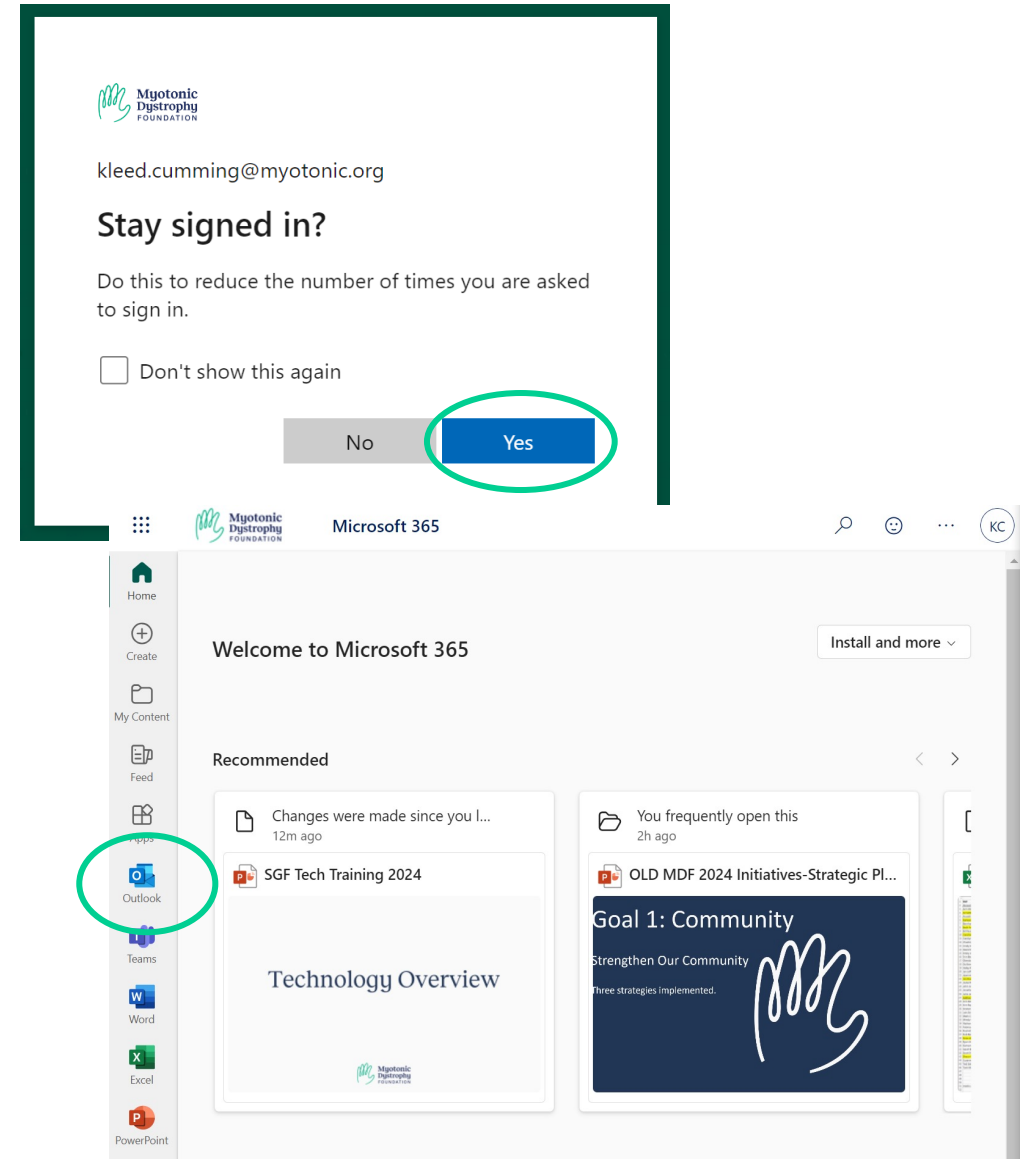 Myotonic
Dystrophy
FOUNDATION
kleed.cumming@myotonic.org
Stay signed in?
Do this to reduce the number of times you are asked
to sign in.
Don't show this again
No
Yes
Myotonic
Dystrophy
FOUNDATION
Microsoft 365
KC
Home
Create
My Content
Feed
Apps
Outlook
Teams
Word
Excel
PowerPoint
Welcome to Microsoft 365
Install and more
Recommended
Changes were made since you l...
12m ago
SGF Tech Training 2024
Technology Overview
Myotonic
Dystrophy
FOUNDATION
You frequently open this
2h ago
OLD MDF 2024 Initiatives-Strategic Pl...
Goal 1: Community
Strengthen Our Community
Three strategies implemented.